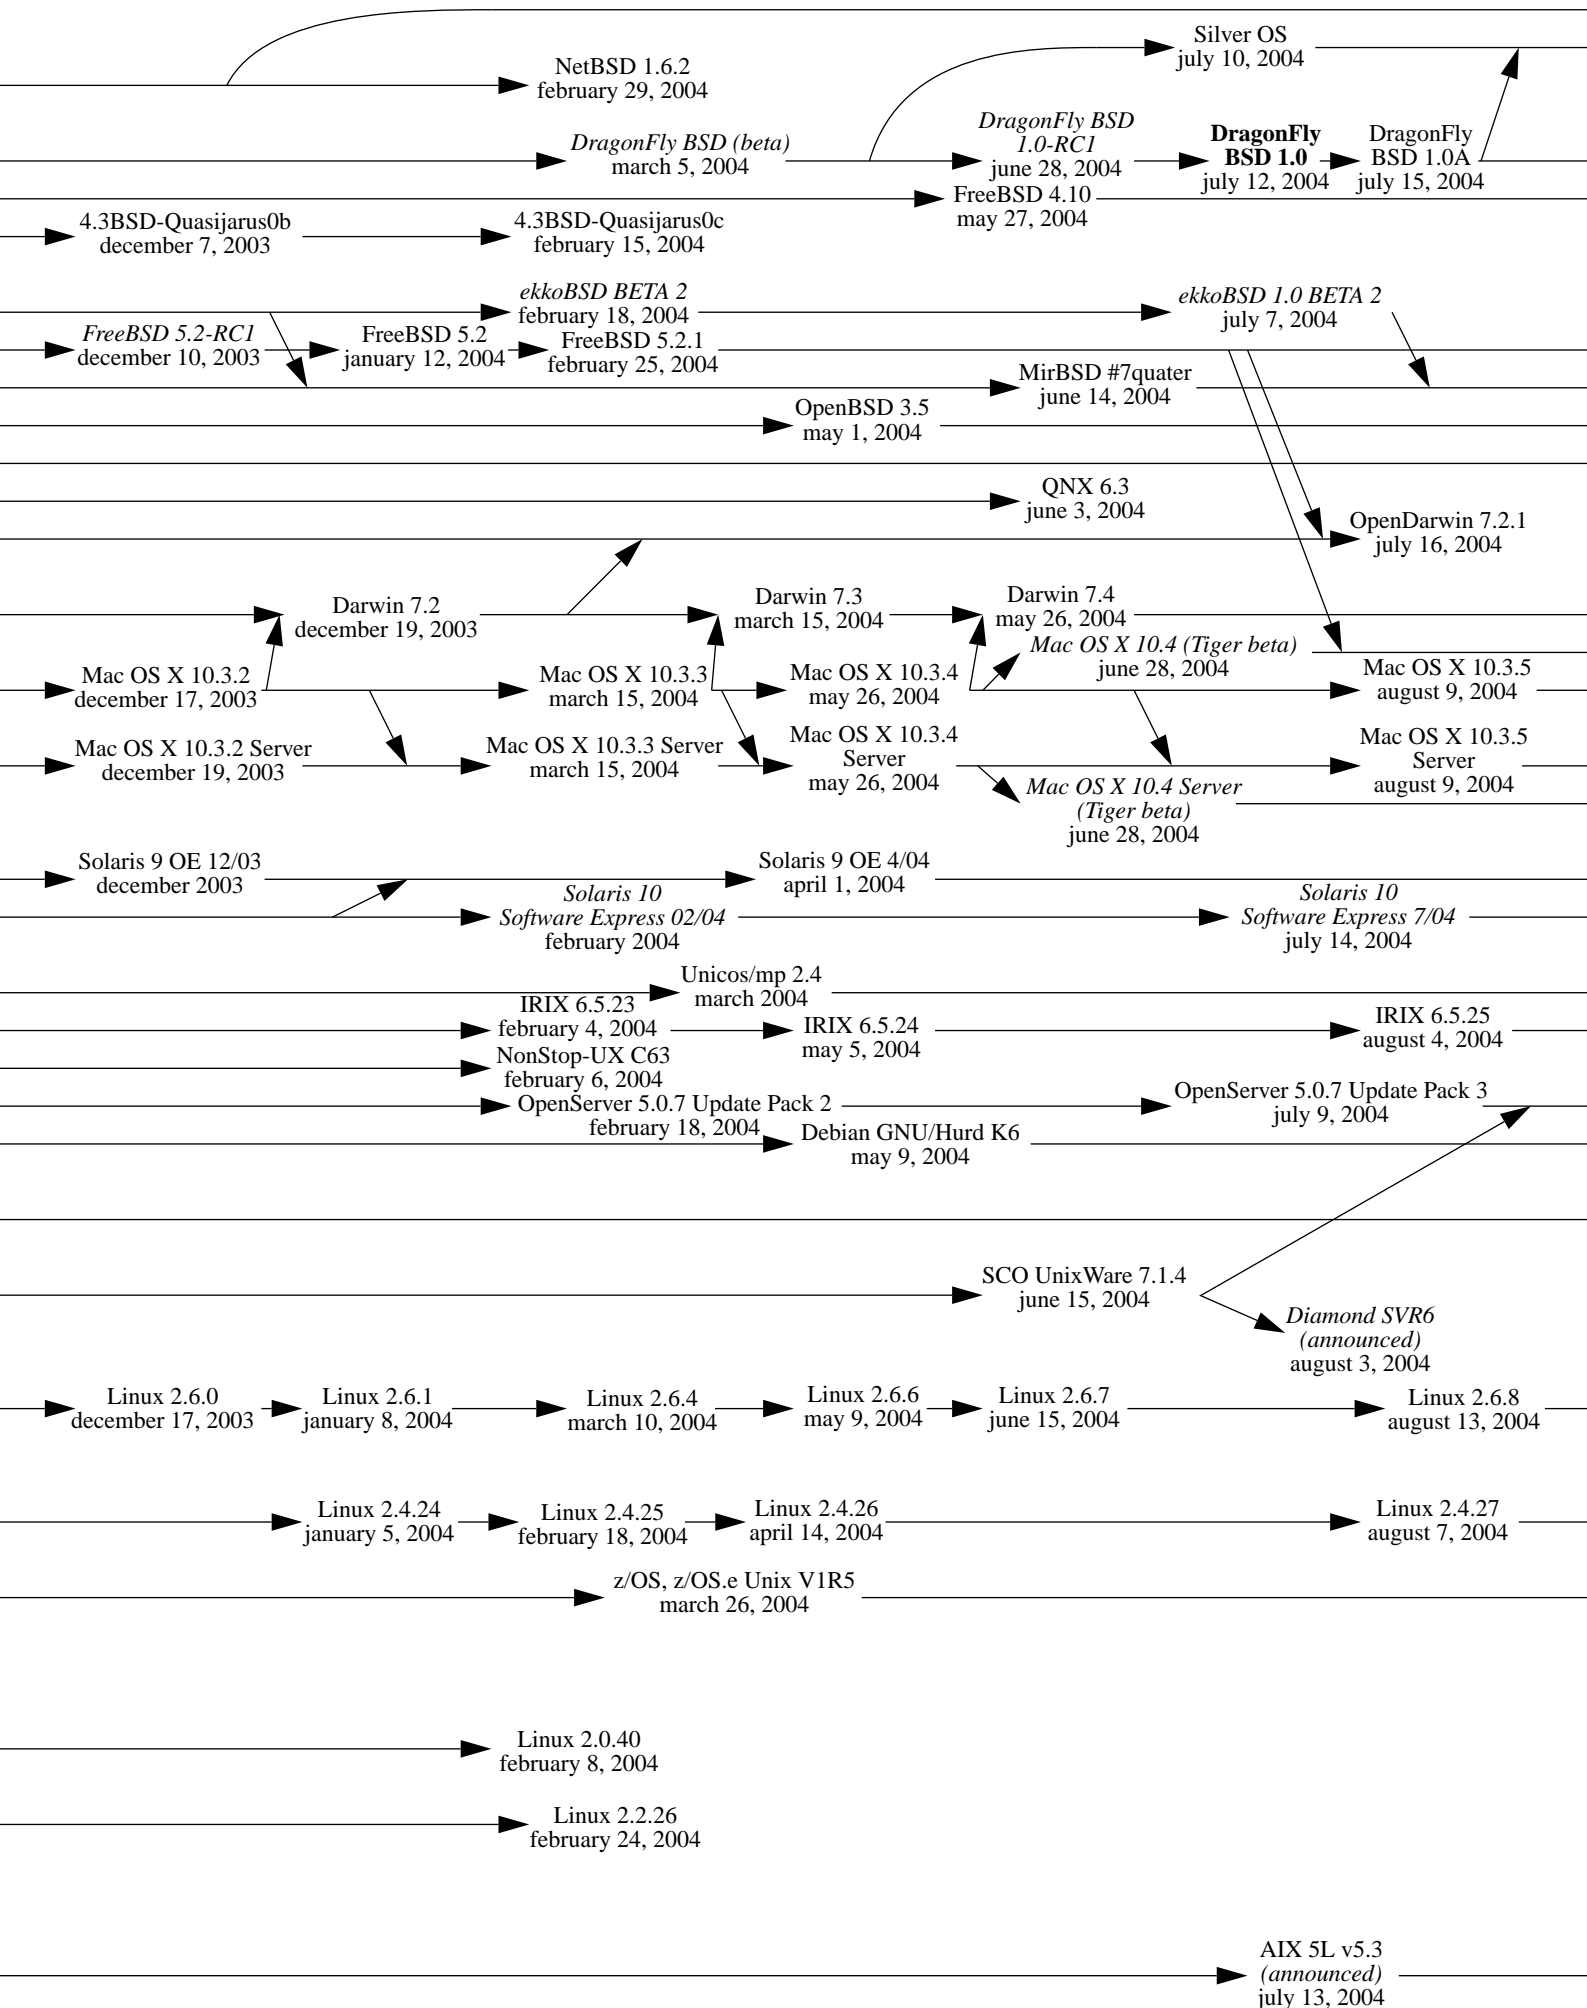 Silver OS
july 10, 2004
NetBSD 1.6.2
february 29, 2004
DragonFly BSD (beta)
march 5, 2004
DragonFly BSD
1.0-RC1
june 28, 2004
DragonFly
BSD 1.0
july 12, 2004
DragonFly
BSD 1.0A
july 15, 2004
FreeBSD 4.10
may 27, 2004
4.3BSD-Quasijarus0b
december 7, 2003
4.3BSD-Quasijarus0c
february 15, 2004
ekkoBSD BETA 2
february 18, 2004
ekkoBSD 1.0 BETA 2
july 7, 2004
FreeBSD 5.2-RC1
december 10, 2003
FreeBSD 5.2
january 12, 2004
FreeBSD 5.2.1
february 25, 2004
MirBSD #7quater
june 14, 2004
OpenBSD 3.5
may 1, 2004
QNX 6.3
june 3, 2004
OpenDarwin 7.2.1
july 16, 2004
Darwin 7.2
december 19, 2003
Darwin 7.3
march 15, 2004
Darwin 7.4
may 26, 2004
Mac OS X 10.4 (Tiger beta)
june 28, 2004
Mac OS X 10.3.2
december 17, 2003
Mac OS X 10.3.3
march 15, 2004
Mac OS X 10.3.4
may 26, 2004
Mac OS X 10.3.5
august 9, 2004
Mac OS X 10.3.2 Server
december 19, 2003
Mac OS X 10.3.3 Server
march 15, 2004
Mac OS X 10.3.4
Server
may 26, 2004
Mac OS X 10.3.5
Server
august 9, 2004
Mac OS X 10.4 Server
(Tiger beta)
june 28, 2004
Solaris 9 OE 12/03
december 2003
Solaris 9 OE 4/04
april 1, 2004
Solaris 10
Software Express 02/04
february 2004
Solaris 10
Software Express 7/04
july 14, 2004
Unicos/mp 2.4
march 2004
IRIX 6.5.23
february 4, 2004
IRIX 6.5.24
may 5, 2004
IRIX 6.5.25
august 4, 2004
NonStop-UX C63
february 6, 2004
OpenServer 5.0.7 Update Pack 2
february 18, 2004
OpenServer 5.0.7 Update Pack 3
july 9, 2004
Debian GNU/Hurd K6
may 9, 2004
SCO UnixWare 7.1.4
june 15, 2004
Diamond SVR6
(announced)
august 3, 2004
Linux 2.6.0
december 17, 2003
Linux 2.6.1
january 8, 2004
Linux 2.6.4
march 10, 2004
Linux 2.6.6
may 9, 2004
Linux 2.6.7
june 15, 2004
Linux 2.6.8
august 13, 2004
Linux 2.4.24
january 5, 2004
Linux 2.4.25
february 18, 2004
Linux 2.4.26
april 14, 2004
Linux 2.4.27
august 7, 2004
z/OS, z/OS.e Unix V1R5
march 26, 2004
Linux 2.0.40
february 8, 2004
Linux 2.2.26
february 24, 2004
AIX 5L v5.3
(announced)
july 13, 2004